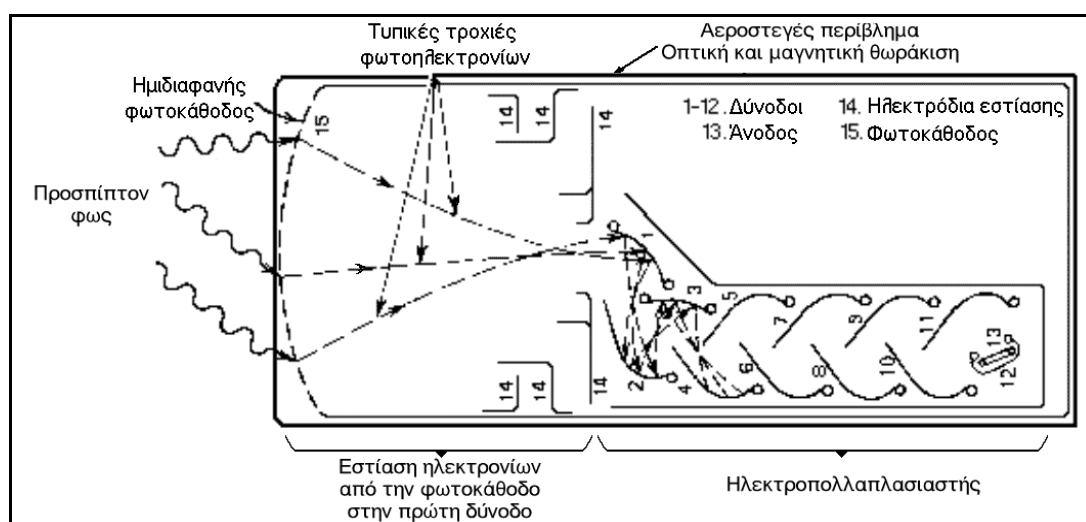 Τυπικές τροχιές
φωτοηλεκτρονίων
Αεροστεγές περίβλημα
Οπτική και μαγνητική θωράκιση
Ημιδιαφανής
φωτοκάθοδος
Προσπίπτον
φως
1-12. Δύνοδοι
13. Άνοδος
14. Ηλεκτρόδια εστίασης
15. Φωτοκάθοδος
15
14
14
14
14
14
14
1
2
3
4
5
6
7
8
9
10
11
12
13
Εστίαση ηλεκτρονίων
από την φωτοκάθοδο
στην πρώτη δύνοδο
Ηλεκτροπολλαπλασιαστής